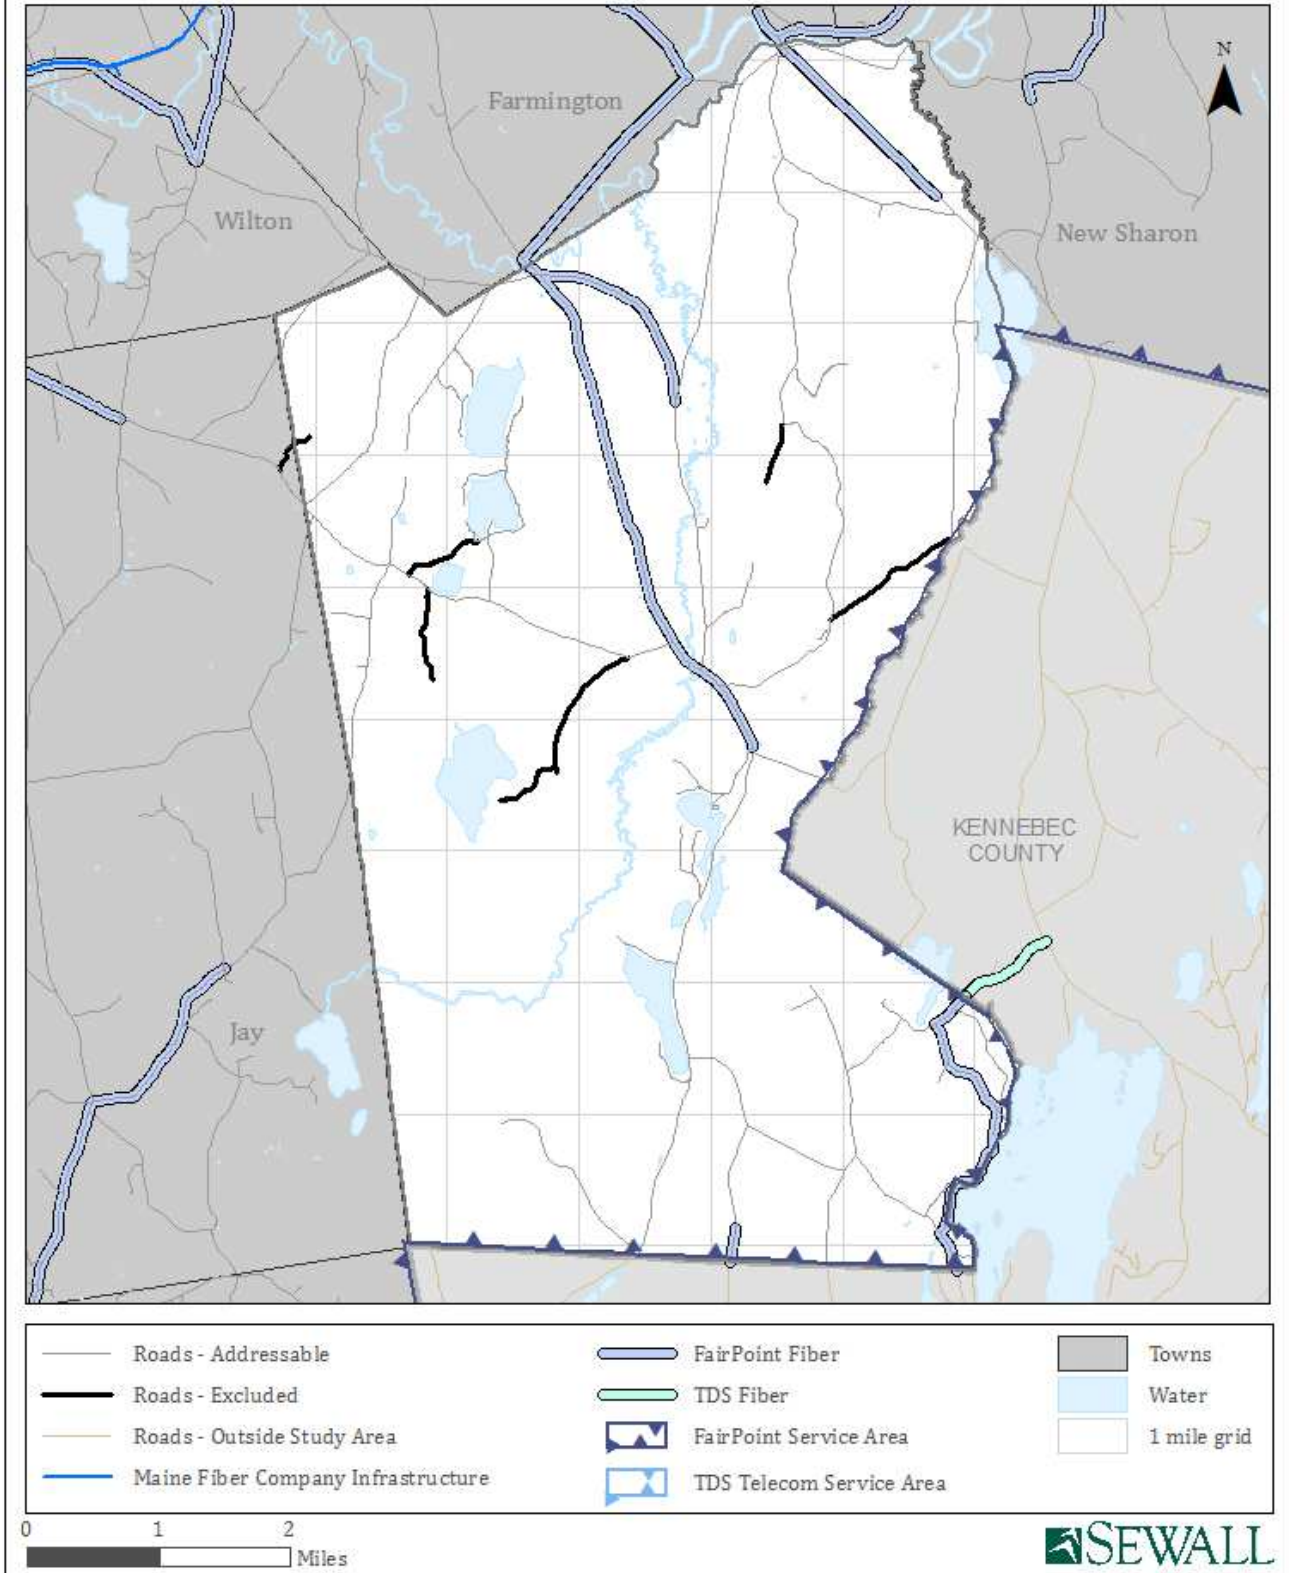 N
Farmington
Wilton
New Sharon
KENNEBEC
COUNTY
Jay
Roads - Addressable
FairPoint Fiber
Towns
Roads - Excluded
TDS Fiber
Water
Roads - Outside Study Area
FairPoint Service Area
1 mile grid
Maine Fiber Company Infrastructure
TDS Telecom Service Area
0 1 2
Miles
SEWALL